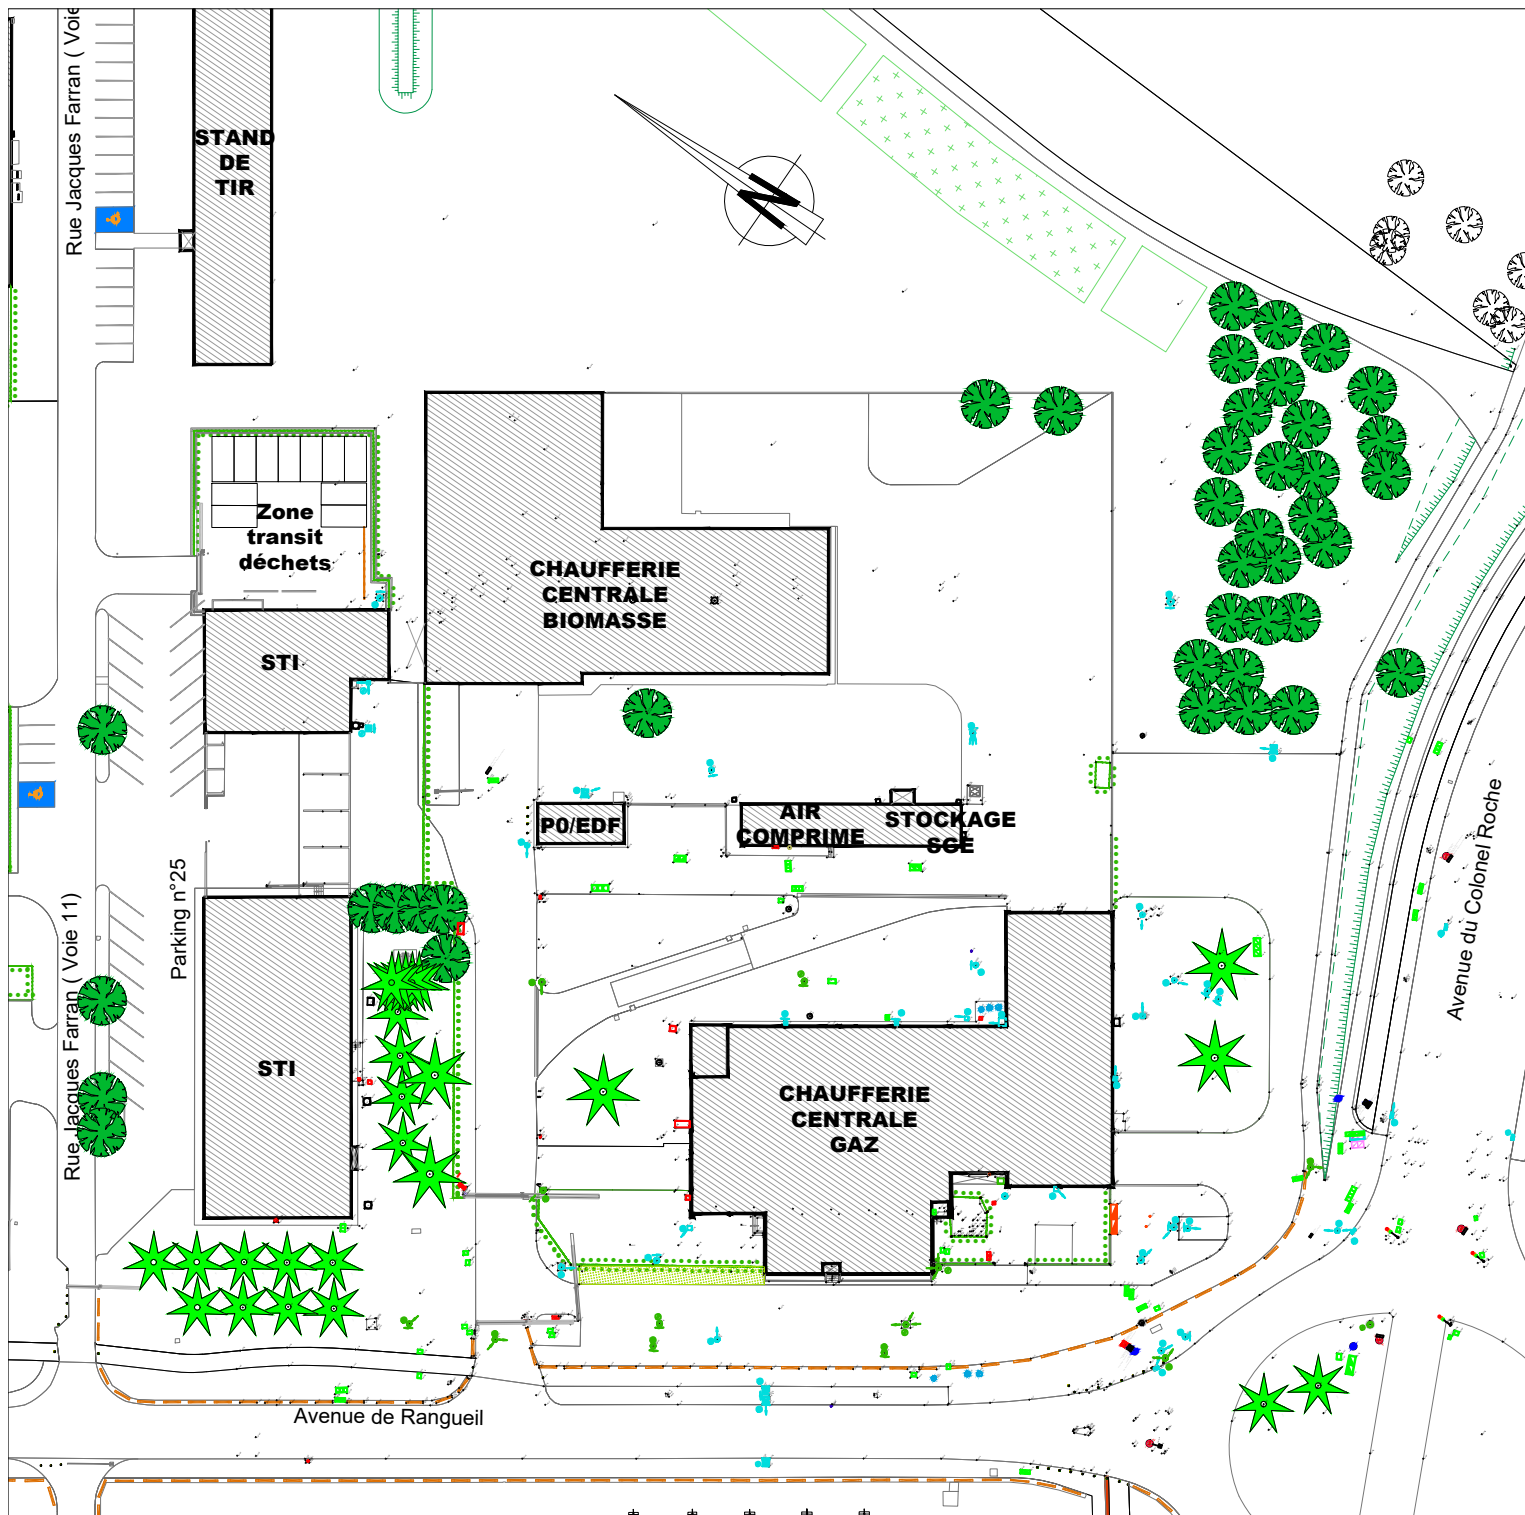 Rue Jacques Farran ( Voie
STAND
DE
TIR
N
Zone
transit
déchets
CHAUFFERIE
CENTRALE
BIOMASSE
STI
P0/EDF
AIR
COMPRIME
STOCKAGE
SGE
Avenue du Colonel Roche
Parking n°25
Rue Jacques Farran ( Voie 11)
STI
CHAUFFERIE
CENTRALE
GAZ
Avenue de Rangueil